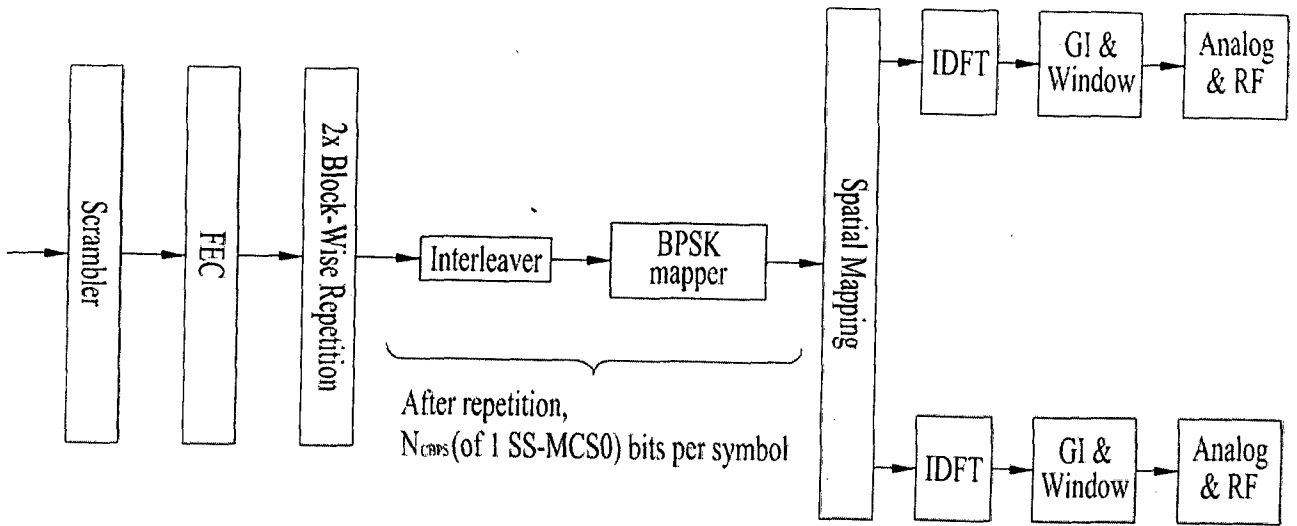 Scrambler
FEC
2x Block-Wise Repetition
Interleaver
BPSK
mapper
After repetition,
NCBPS(of 1 SS-MCS0) bits per symbol
Spatial Mapping
IDFT
GI &
Window
Analog
& RF
IDFT
GI &
Window
Analog
& RF